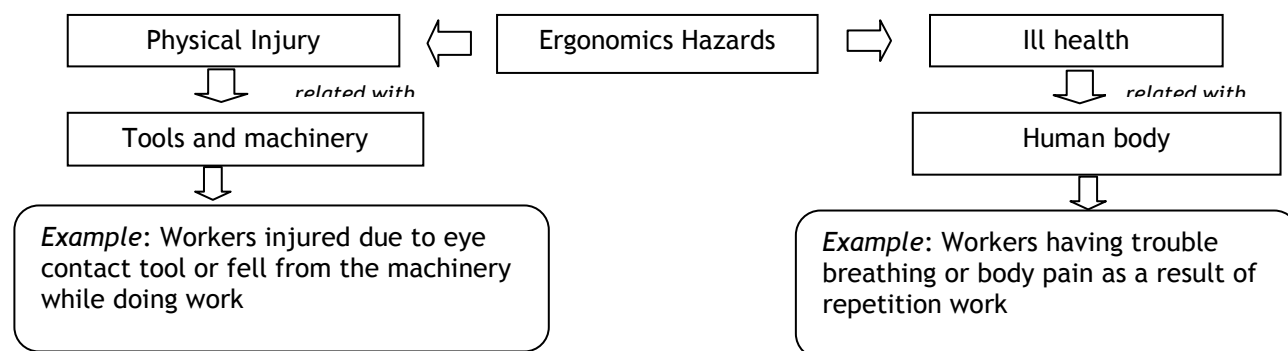 Physical Injury
Ergonomics Hazards
Ill health
related with
related with
Tools and machinery
Human body
Example: Workers injured due to eye
contact tool or fell from the machinery
while doing work
Example: Workers having trouble
breathing or body pain as a result of
repetition work